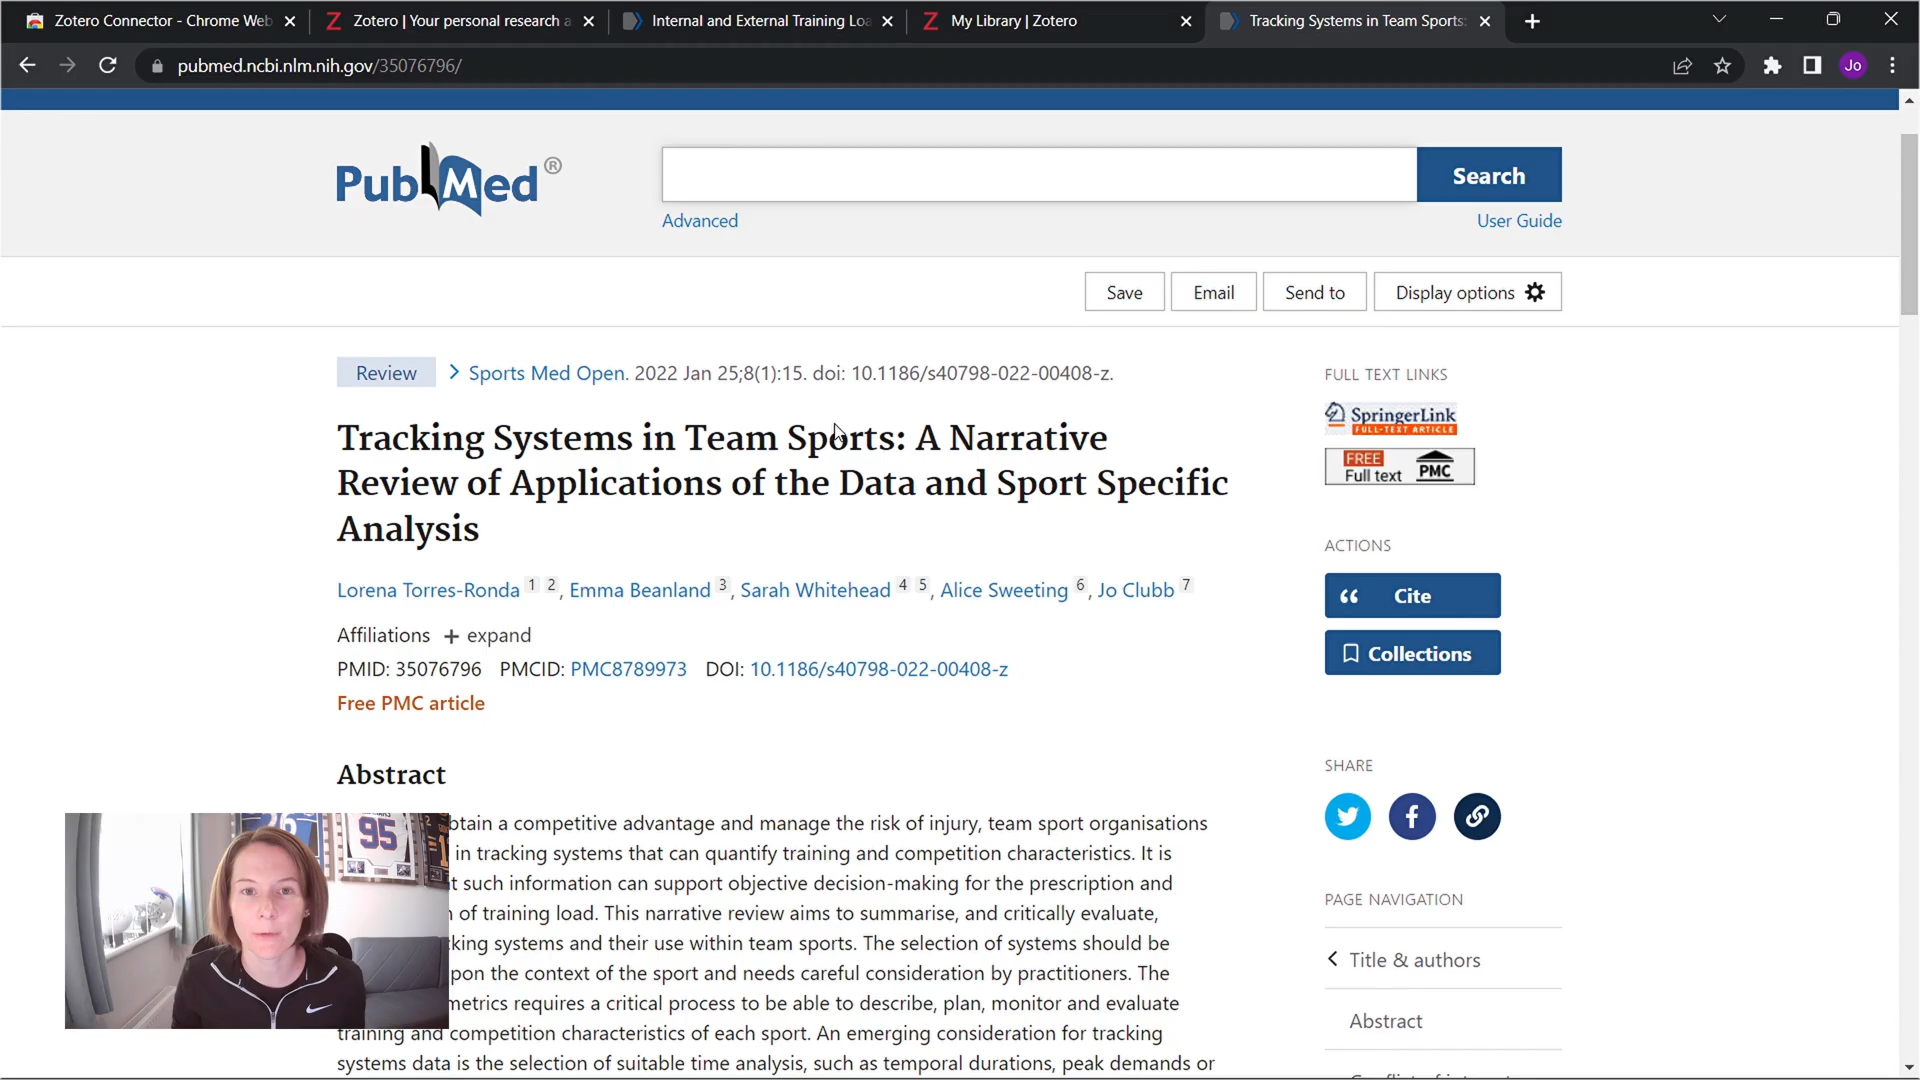 Zotero Connector - Chrome Web
Zotero | Your personal research a
Internal and External Training Loa
My Library | Zotero
Tracking Systems in Team Sports:
pubmed.ncbi.nlm.nih.gov/35076796/
Jo
PubMed®
Search
Advanced
User Guide
Save
Email
Send to
Display options
Review
Sports Med Open. 2022 Jan 25;8(1):15. doi: 10.1186/s40798-022-00408-z.
Tracking Systems in Team Sports: A Narrative
Review of Applications of the Data and Sport Specific
Analysis
Lorena Torres-Ronda 1 2, Emma Beanland 3, Sarah Whitehead 4 5, Alice Sweeting 6, Jo Clubb 7
Affiliations + expand
PMID: 35076796 PMCID: PMC8789973 DOI: 10.1186/s40798-022-00408-z
Free PMC article
Abstract
btain a competitive advantage and manage the risk of injury, team sport organisations
in tracking systems that can quantify training and competition characteristics. It is
t such information can support objective decision-making for the prescription and
of training load. This narrative review aims to summarise, and critically evaluate,
king systems and their use within team sports. The selection of systems should be
pon the context of the sport and needs careful consideration by practitioners. The
metrics requires a critical process to be able to describe, plan, monitor and evaluate
training and competition characteristics of each sport. An emerging consideration for tracking
systems data is the selection of suitable time analysis, such as temporal durations, peak demands or
FULL TEXT LINKS
SpringerLink
FULL-TEXT ARTICLE
FREE
Full text PMC
ACTIONS
Cite
Collections
SHARE
PAGE NAVIGATION
Title & authors
Abstract
95
26